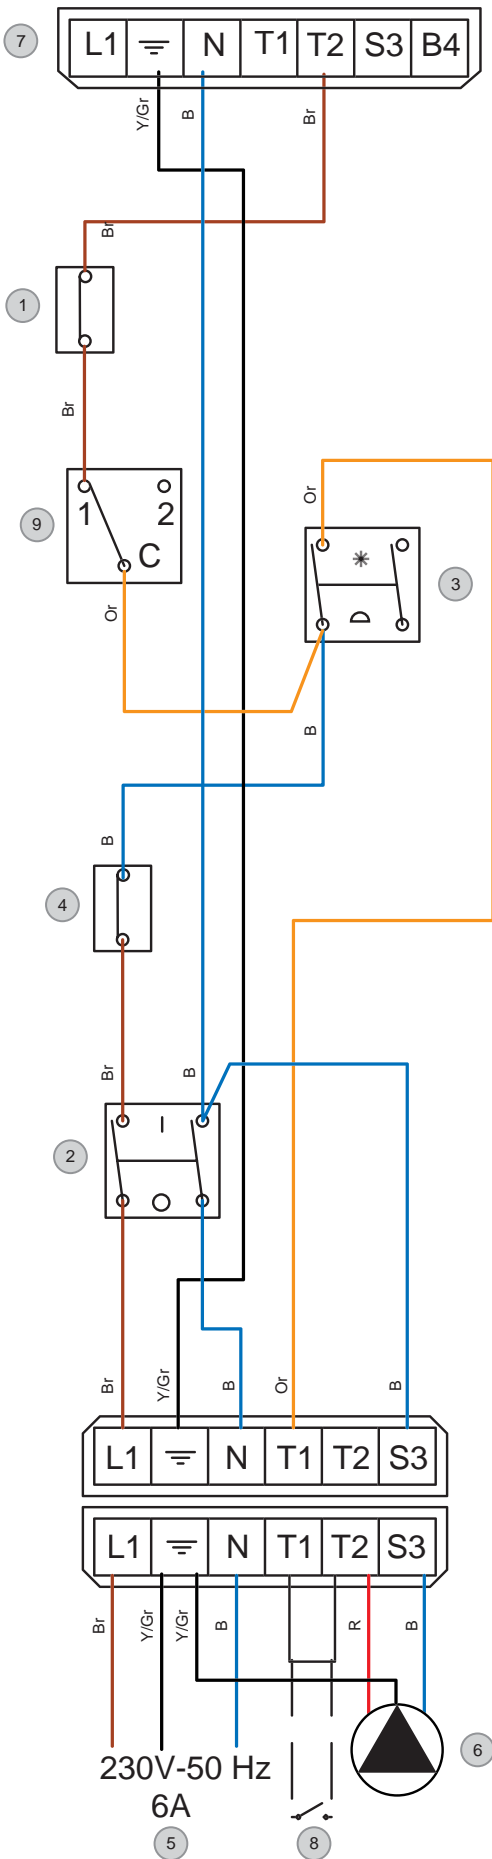 7
L1 N T1 T2 S3 B4
Y/Gr B Br
Br
1
Br
Or
9
1 2
C
3
Or
B
B
4
Br B
2
I
Br Y/Gr B Or B
L1 N T1 T2 S3
L1 N T1 T2 S3
Br Y/Gr Y/Gr B R B
6
230V-50 Hz
6A
5 8